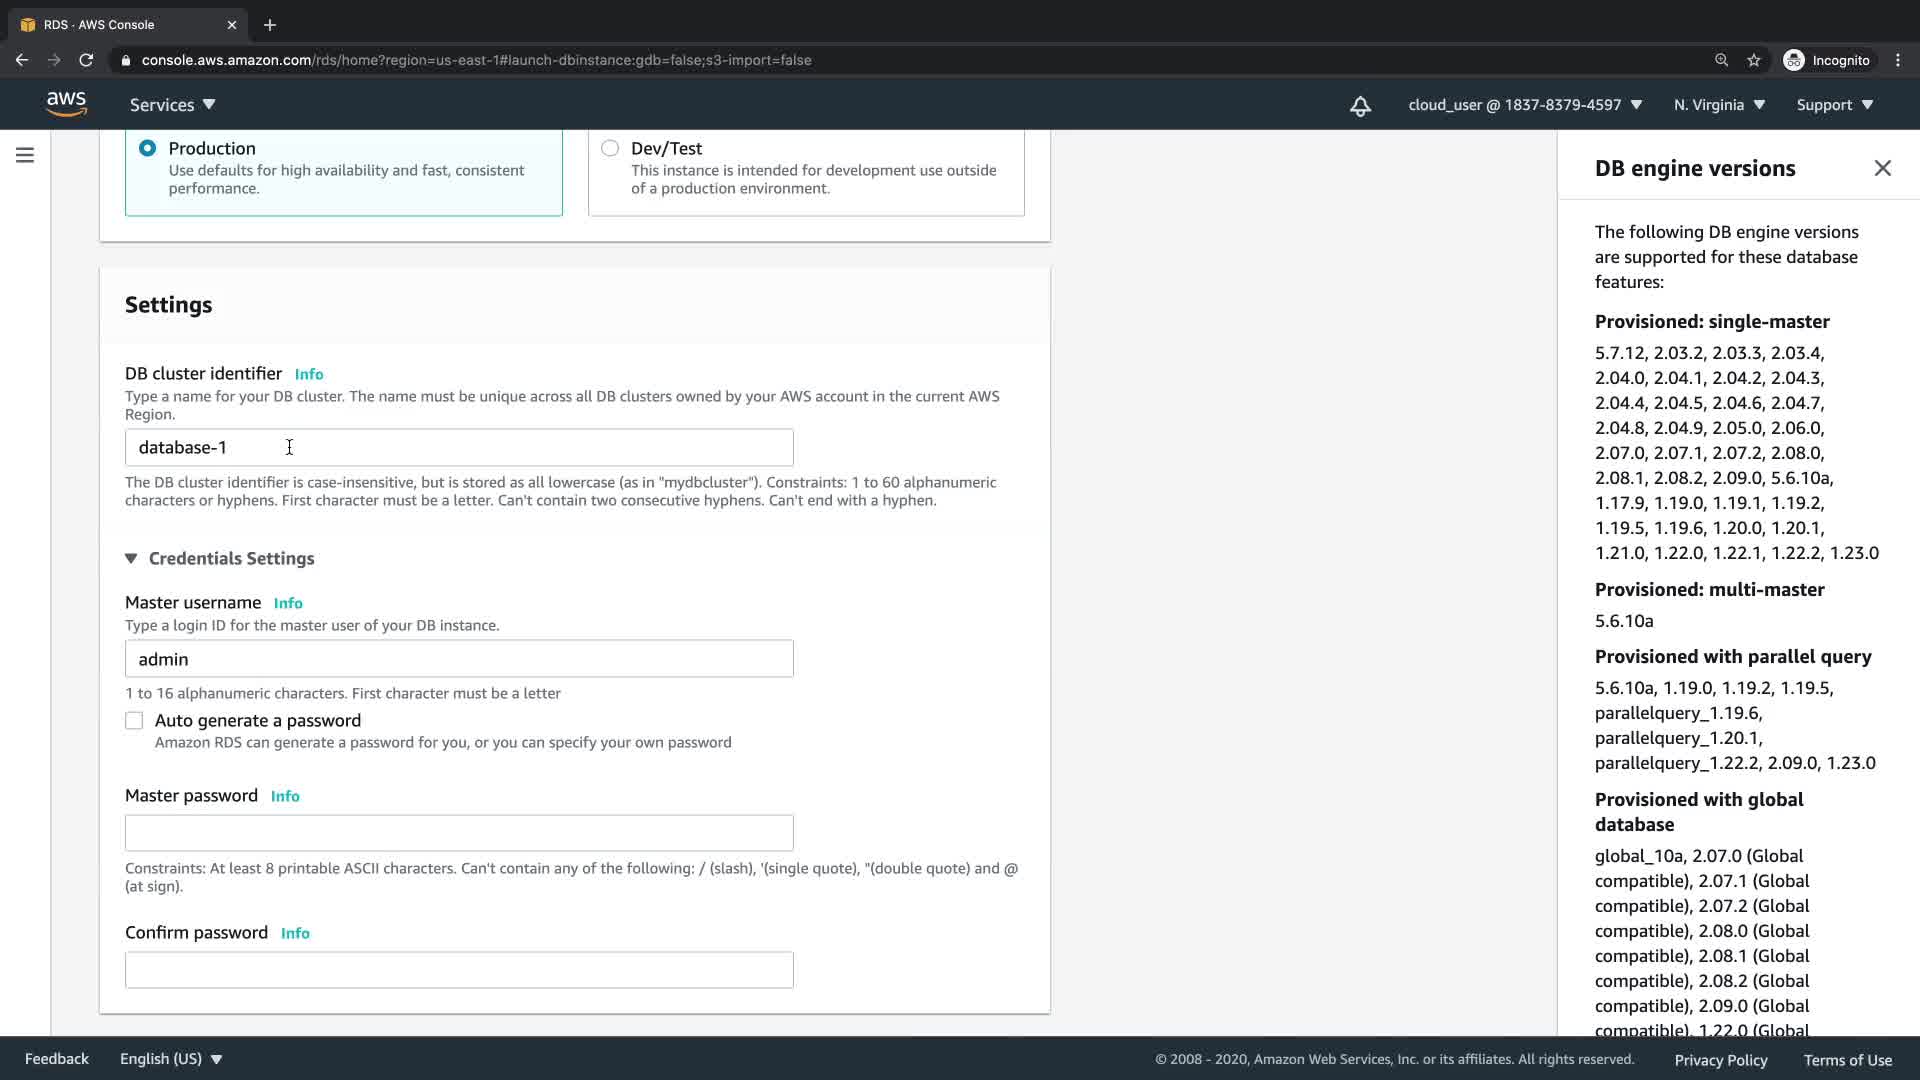 RDS · AWS Console
console.aws.amazon.com/rds/home?region=us-east-1#launch-dbinstance:gdb=false;s3-import=false
Incognito
aws
Services
cloud_user @ 1837-8379-4597
N. Virginia
Support
Production
Use defaults for high availability and fast, consistent
performance.
Dev/Test
This instance is intended for development use outside
of a production environment.
Settings
DB cluster identifier Info
Type a name for your DB cluster. The name must be unique across all DB clusters owned by your AWS account in the current AWS
Region.
database-1
The DB cluster identifier is case-insensitive, but is stored as all lowercase (as in "mydbcluster"). Constraints: 1 to 60 alphanumeric
characters or hyphens. First character must be a letter. Can't contain two consecutive hyphens. Can't end with a hyphen.
Credentials Settings
Master username Info
Type a login ID for the master user of your DB instance.
admin
1 to 16 alphanumeric characters. First character must be a letter
Auto generate a password
Amazon RDS can generate a password for you, or you can specify your own password
Master password Info
Constraints: At least 8 printable ASCII characters. Can't contain any of the following: / (slash), '(single quote), "(double quote) and @
(at sign).
Confirm password Info
DB engine versions
The following DB engine versions
are supported for these database
features:
Provisioned: single-master
5.7.12, 2.03.2, 2.03.3, 2.03.4,
2.04.0, 2.04.1, 2.04.2, 2.04.3,
2.04.4, 2.04.5, 2.04.6, 2.04.7,
2.04.8, 2.04.9, 2.05.0, 2.06.0,
2.07.0, 2.07.1, 2.07.2, 2.08.0,
2.08.1, 2.08.2, 2.09.0, 5.6.10a,
1.17.9, 1.19.0, 1.19.1, 1.19.2,
1.19.5, 1.19.6, 1.20.0, 1.20.1,
1.21.0, 1.22.0, 1.22.1, 1.22.2, 1.23.0
Provisioned: multi-master
5.6.10a
Provisioned with parallel query
5.6.10a, 1.19.0, 1.19.2, 1.19.5,
parallelquery_1.19.6,
parallelquery_1.20.1,
parallelquery_1.22.2, 2.09.0, 1.23.0
Provisioned with global
database
global_10a, 2.07.0 (Global
compatible), 2.07.1 (Global
compatible), 2.07.2 (Global
compatible), 2.08.0 (Global
compatible), 2.08.1 (Global
compatible), 2.08.2 (Global
compatible), 2.09.0 (Global
compatible), 1.22.0 (Global
Feedback
English (US)
© 2008 - 2020, Amazon Web Services, Inc. or its affiliates. All rights reserved.
Privacy Policy
Terms of Use